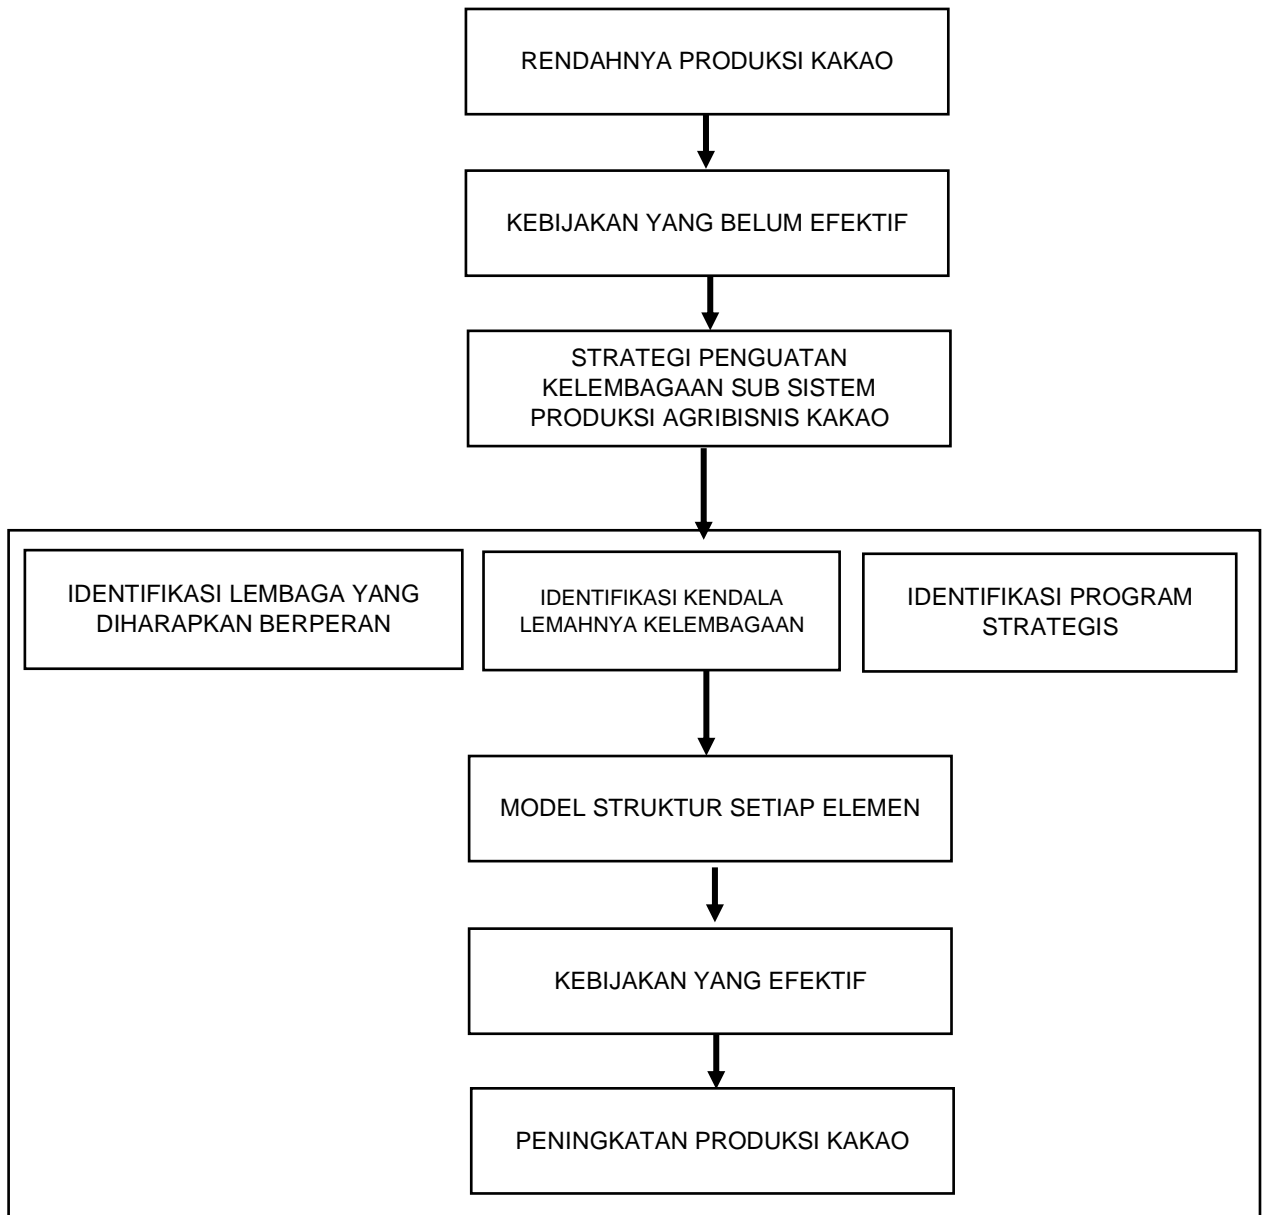 RENDAHNYA PRODUKSI KAKAO
KEBIJAKAN YANG BELUM EFEKTIF
STRATEGI PENGUATAN
KELEMBAGAAN SUB SISTEM
PRODUKSI AGRIBISNIS KAKAO
IDENTIFIKASI LEMBAGA YANG
DIHARAPKAN BERPERAN
IDENTIFIKASI KENDALA
LEMAHNYA KELEMBAGAAN
IDENTIFIKASI PROGRAM
STRATEGIS
MODEL STRUKTUR SETIAP ELEMEN
KEBIJAKAN YANG EFEKTIF
PENINGKATAN PRODUKSI KAKAO